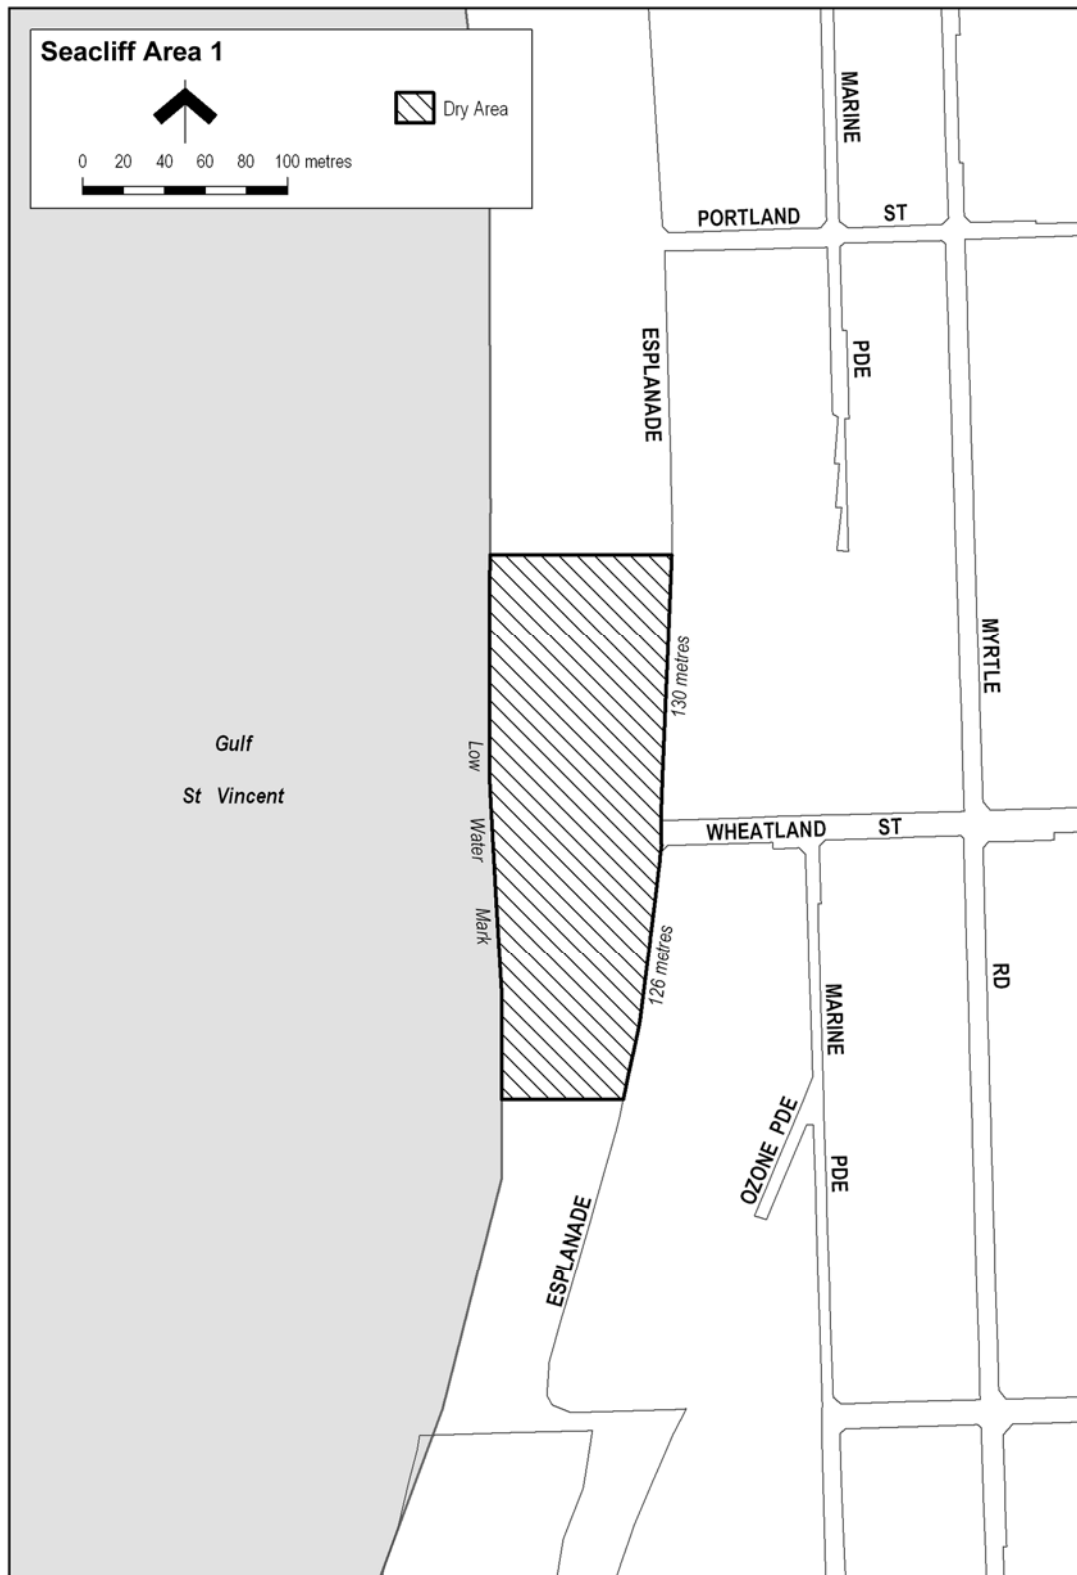 Seacliff Area 1
Dry Area
0 20 40 60 80 100 metres
MARINE
PORTLAND ST
ESPLANADE
PDE
MYRTLE
130 metres
Gulf
St Vincent
Low
Water
Mark
WHEATLAND ST
126 metres
RD
MARINE
OZONE PDE
PDE
ESPLANADE